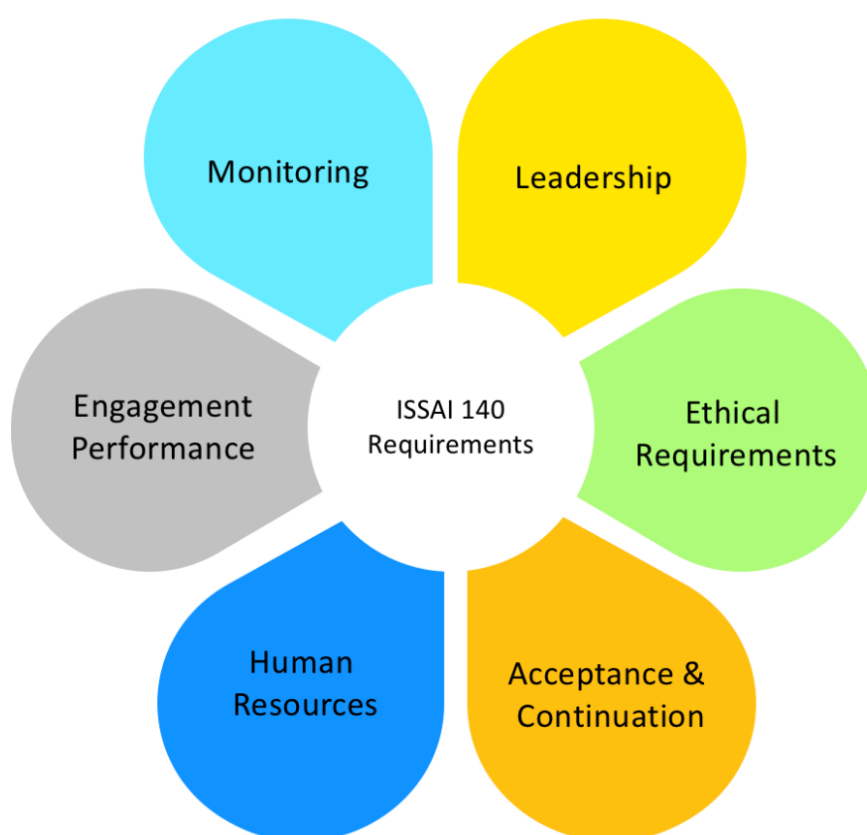 Monitoring
Leadership
Engagement
Performance
ISSAI 140
Requirements
Ethical
Requirements
Human
Resources
Acceptance &
Continuation